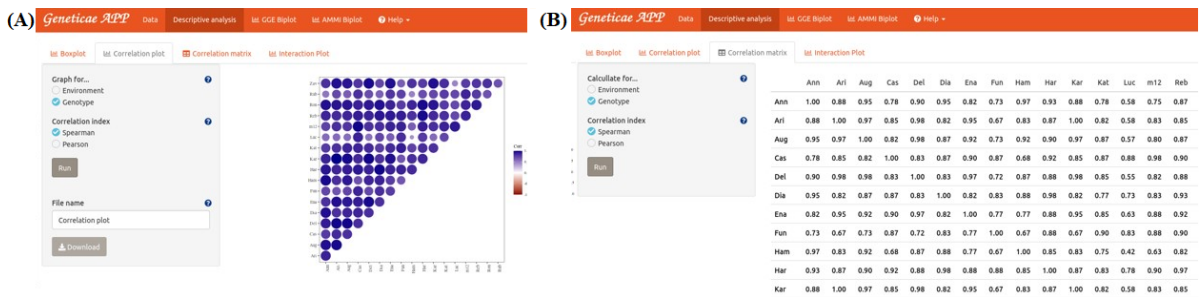 (A)
Geneticae APP Data Descriptive analysis GGE Biplot AMMI Biplot Help
Boxplot Correlation plot Correlation matrix Interaction Plot
Graph for...
Environment
Genotype
Correlation index
Spearman
Pearson
Run
File name
Correlation plot
Download
(B)
Geneticae APP Data Descriptive analysis GGE Biplot AMMI Biplot Help
Boxplot Correlation plot Correlation matrix Interaction Plot
Calculate for...
Environment
Genotype
Correlation index
Spearman
Pearson
Run
Ann Ari Aug Cas Del Dia Ena Fun Ham Har Kar Kat Luc m12 Reb
Ann 1.00 0.88 0.95 0.78 0.90 0.95 0.82 0.73 0.97 0.93 0.88 0.78 0.58 0.75 0.87
Ari 0.88 1.00 0.97 0.85 0.98 0.82 0.95 0.67 0.83 0.87 1.00 0.82 0.58 0.83 0.85
Aug 0.95 0.97 1.00 0.82 0.98 0.87 0.92 0.73 0.92 0.90 0.97 0.87 0.57 0.80 0.87
Cas 0.78 0.85 0.82 1.00 0.83 0.87 0.90 0.87 0.68 0.92 0.85 0.87 0.88 0.98 0.90
Del 0.90 0.98 0.98 0.83 1.00 0.83 0.97 0.72 0.87 0.88 0.98 0.85 0.55 0.82 0.88
Dia 0.95 0.82 0.87 0.87 0.83 1.00 0.82 0.83 0.88 0.98 0.82 0.77 0.73 0.83 0.93
Ena 0.82 0.95 0.92 0.90 0.97 0.82 1.00 0.77 0.77 0.88 0.95 0.85 0.63 0.88 0.92
Fun 0.73 0.67 0.73 0.87 0.72 0.83 0.77 1.00 0.67 0.88 0.67 0.90 0.83 0.88 0.90
Ham 0.97 0.83 0.92 0.68 0.87 0.88 0.77 0.67 1.00 0.85 0.83 0.75 0.42 0.63 0.82
Har 0.93 0.87 0.90 0.92 0.88 0.98 0.88 0.88 0.85 1.00 0.87 0.83 0.78 0.90 0.97
Kar 0.88 1.00 0.97 0.85 0.98 0.82 0.95 0.67 0.83 0.87 1.00 0.82 0.58 0.83 0.85